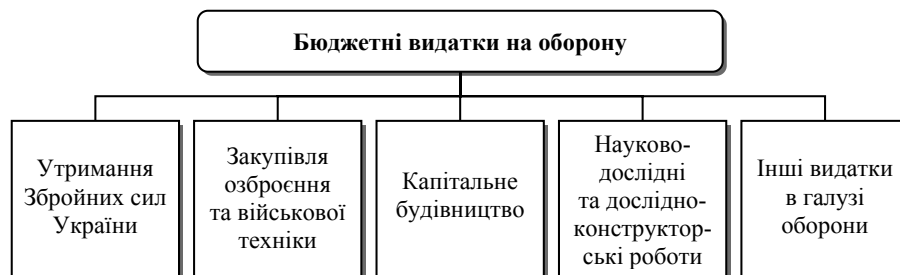 Бюджетні видатки на оборону
Утримання
Збройних сил
України
Закупівля
озброєння
та військової
техніки
Капітальне
будівництво
Науково-
дослідні
та дослідно-
конструктор-
ські роботи
Інші видатки
в галузі
оборони